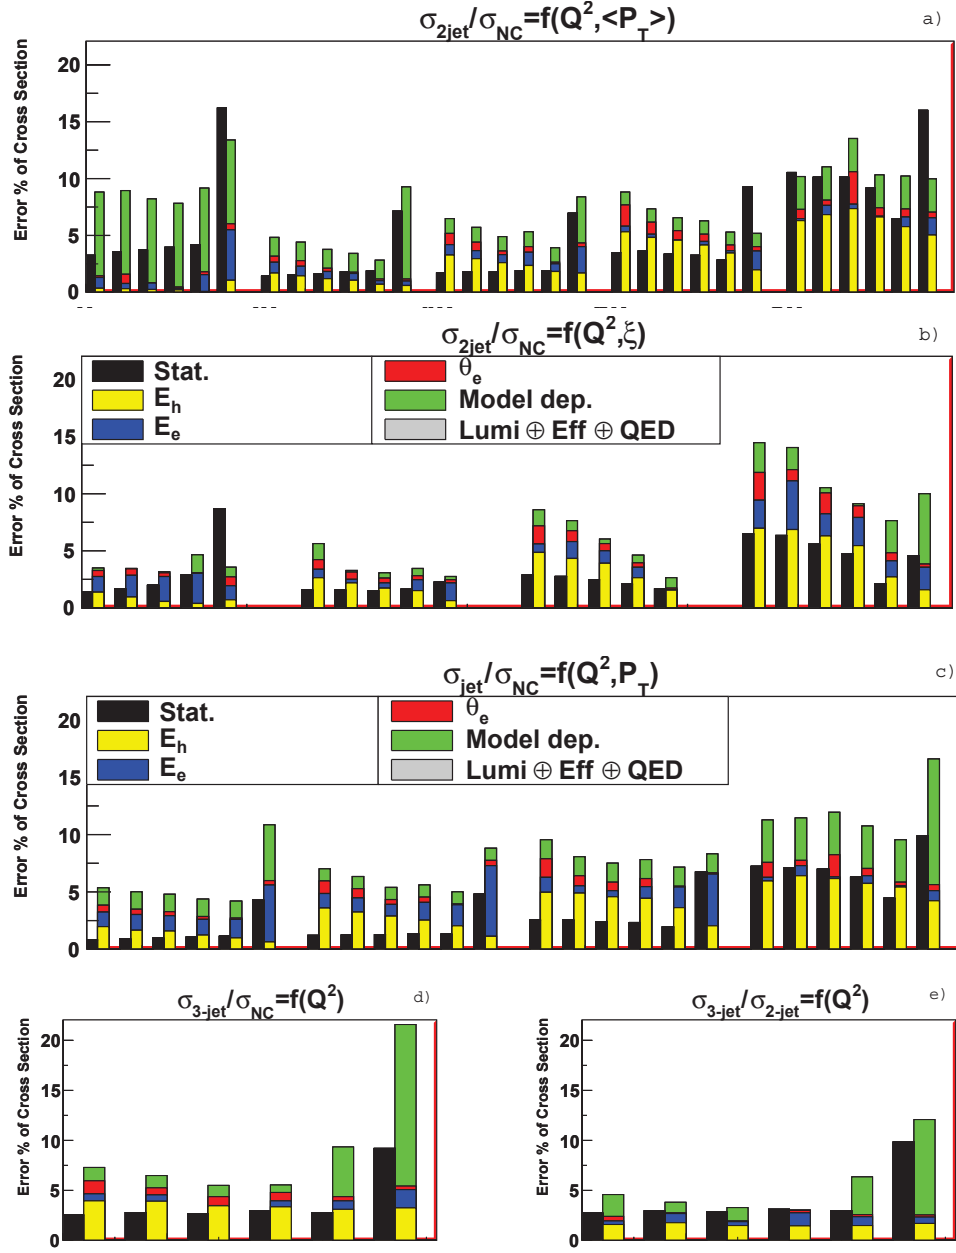 σ2jet/σNC=f(Q²,<PT>)
a)
Error % of Cross Section
20
15
10
5
0
σ2jet/σNC=f(Q²,ξ)
b)
Error % of Cross Section
20
15
10
5
0
Stat.
Eh
Ee
θe
Model dep.
Lumi ⊕ Eff ⊕ QED
σjet/σNC=f(Q²,PT)
c)
Error % of Cross Section
20
15
10
5
0
Stat.
Eh
Ee
θe
Model dep.
Lumi ⊕ Eff ⊕ QED
σ3-jet/σNC=f(Q²)
d)
Error % of Cross Section
20
15
10
5
0
σ3-jet/σ2-jet=f(Q²)
e)
Error % of Cross Section
20
15
10
5
0